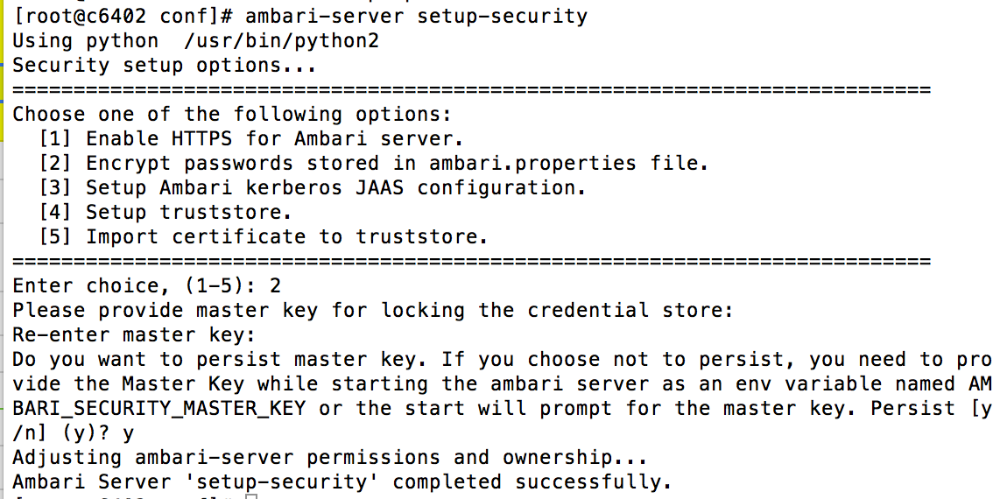 [root@c6402 conf]# ambari-server setup-security
Using python  /usr/bin/python2
Security setup options...
===========================================================================
Choose one of the following options:
  [1] Enable HTTPS for Ambari server.
  [2] Encrypt passwords stored in ambari.properties file.
  [3] Setup Ambari kerberos JAAS configuration.
  [4] Setup truststore.
  [5] Import certificate to truststore.
===========================================================================
Enter choice, (1-5): 2
Please provide master key for locking the credential store:
Re-enter master key:
Do you want to persist master key. If you choose not to persist, you need to pro
vide the Master Key while starting the ambari server as an env variable named AM
BARI_SECURITY_MASTER_KEY or the start will prompt for the master key. Persist [y
/n] (y)? y
Adjusting ambari-server permissions and ownership...
Ambari Server 'setup-security' completed successfully.